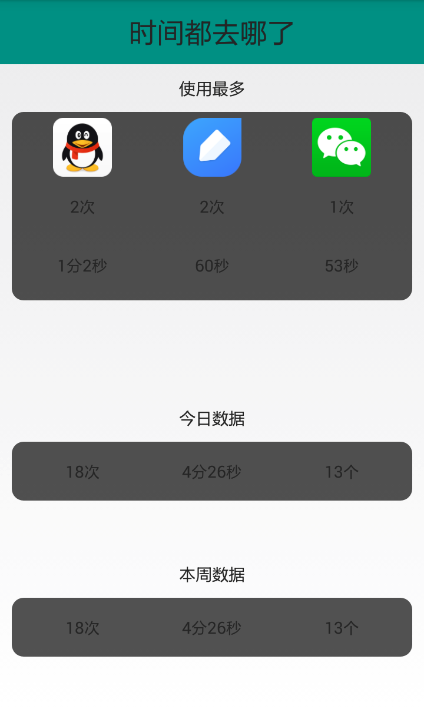 时间都去哪了
使用最多
2次 2次 1次
1分2秒 60秒 53秒
今日数据
18次 4分26秒 13个
本周数据
18次 4分26秒 13个